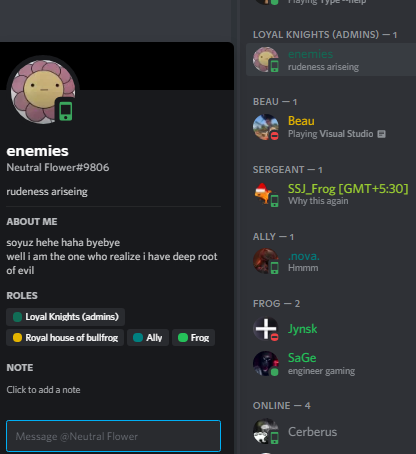 enemies
Neutral Flower#9806
rudeness ariseing
ABOUT ME
soyuz hehe haha byebye
well i am the one who realize i have deep root
of evil
ROLES
Loyal Knights (admins)
Royal house of bullfrog Ally Frog
NOTE
Click to add a note
Message @Neutral Flower
Playing Type --help
LOYAL KNIGHTS (ADMINS) — 1
enemies
rudeness ariseing
BEAU — 1
Beau
Playing Visual Studio
SERGEANT — 1
SSJ_Frog [GMT+5:30]
Why this again
ALLY — 1
.nova.
Hmmm
FROG — 2
Jynsk
SaGe
engineer gaming
ONLINE — 4
Cerberus